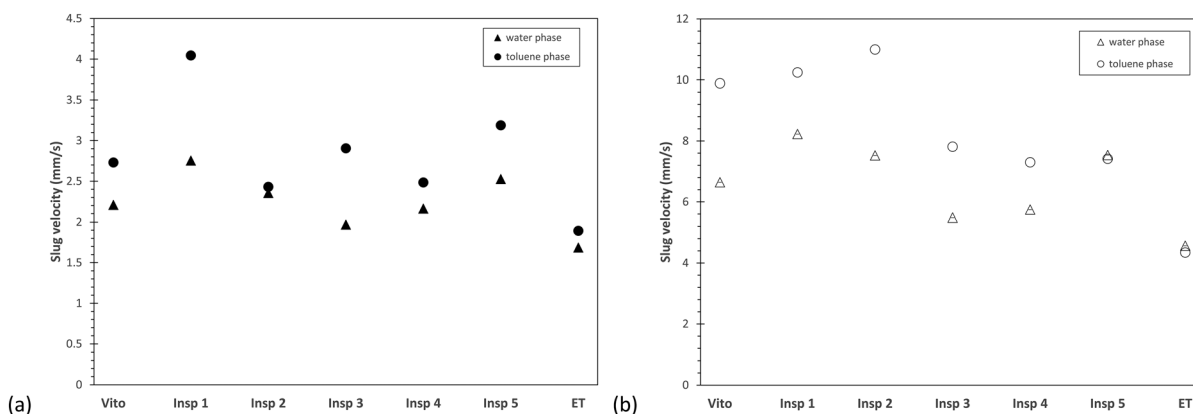 4.5
4
3.5
3
2.5
2
1.5
1
0.5
0
Slug velocity (mm/s)
water phase
toluene phase
Vito Insp 1 Insp 2 Insp 3 Insp 4 Insp 5 ET
(a)
12
10
8
6
4
2
0
Slug velocity (mm/s)
water phase
toluene phase
Vito Insp 1 Insp 2 Insp 3 Insp 4 Insp 5 ET
(b)